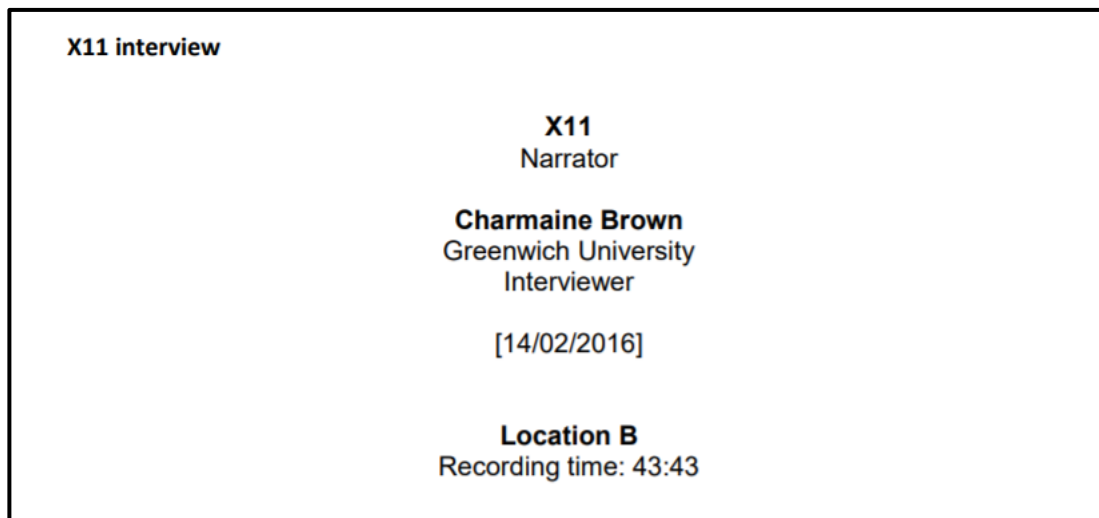 X11 interview
X11
Narrator
Charmaine Brown
Greenwich University
Interviewer
[14/02/2016]
Location B
Recording time: 43:43